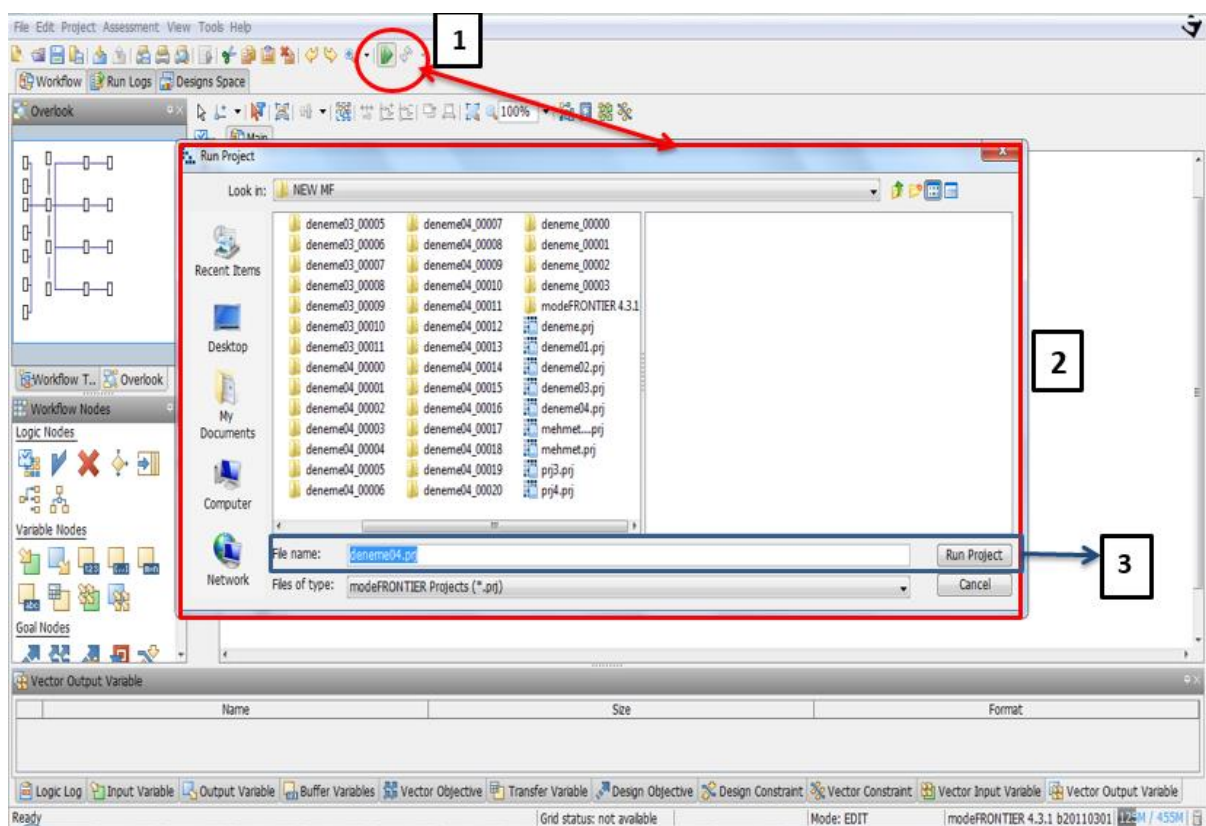 File Edit Project Assessment View Tools Help
1
Workflow Run Logs Designs Space
Overlook
100%
Main
Run Project
Look in: NEW MF
deneme03_00005 deneme04_00007 deneme_00000
deneme03_00006 deneme04_00008 deneme_00001
deneme03_00007 deneme04_00009 deneme_00002
deneme03_00008 deneme04_00010 deneme_00003
deneme03_00009 deneme04_00011 modeFRONTIER 4.3.1
deneme03_00010 deneme04_00012 deneme.prj
deneme03_00011 deneme04_00013 deneme01.prj
deneme04_00000 deneme04_00014 deneme02.prj
deneme04_00001 deneme04_00015 deneme03.prj
deneme04_00002 deneme04_00016 deneme04.prj
deneme04_00003 deneme04_00017 mehmet....prj
deneme04_00004 deneme04_00018 mehmet.prj
deneme04_00005 deneme04_00019 prj3.prj
deneme04_00006 deneme04_00020 prj4.prj
Recent Items
Desktop
My
Documents
Computer
Network
2
File name: deneme04.prj Run Project
3
Files of type: modeFRONTIER Projects (*.prj) Cancel
Workflow T.. Overlook
Workflow Nodes
Logic Nodes
Variable Nodes
Goal Nodes
Vector Output Variable
Name Size Format
Logic Log Input Variable Output Variable Buffer Variables Vector Objective Transfer Variable Design Objective Design Constraint Vector Constraint Vector Input Variable Vector Output Variable
Ready Grid status: not available Mode: EDIT modeFRONTIER 4.3.1 b20110301 125M / 455M